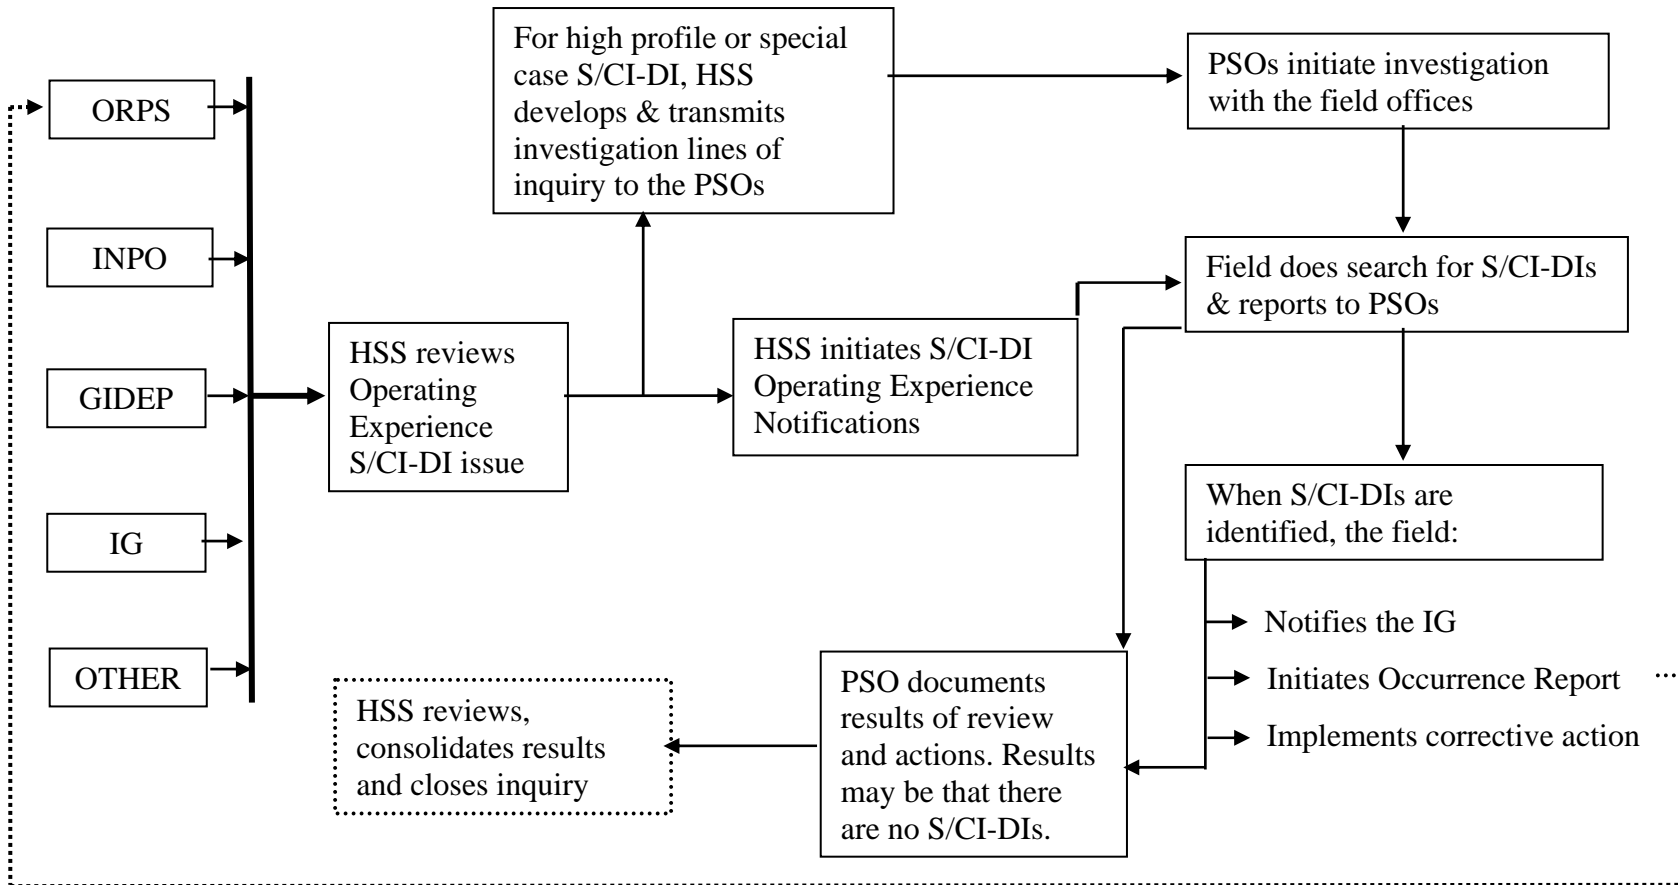 ORPS
INPO
GIDEP
IG
OTHER
HSS reviews
Operating
Experience
S/CI-DI issue
For high profile or special
case S/CI-DI, HSS
develops & transmits
investigation lines of
inquiry to the PSOs
HSS initiates S/CI-DI
Operating Experience
Notifications
PSOs initiate investigation
with the field offices
Field does search for S/CI-DIs
& reports to PSOs
When S/CI-DIs are
identified, the field:
Notifies the IG
Initiates Occurrence Report
Implements corrective action
PSO documents
results of review
and actions. Results
may be that there
are no S/CI-DIs.
HSS reviews,
consolidates results
and closes inquiry